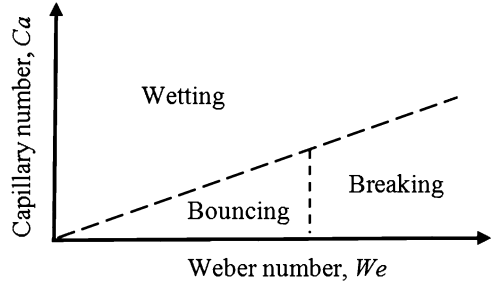 Capillary number, Ca
Wetting
Breaking
Bouncing
Weber number, We